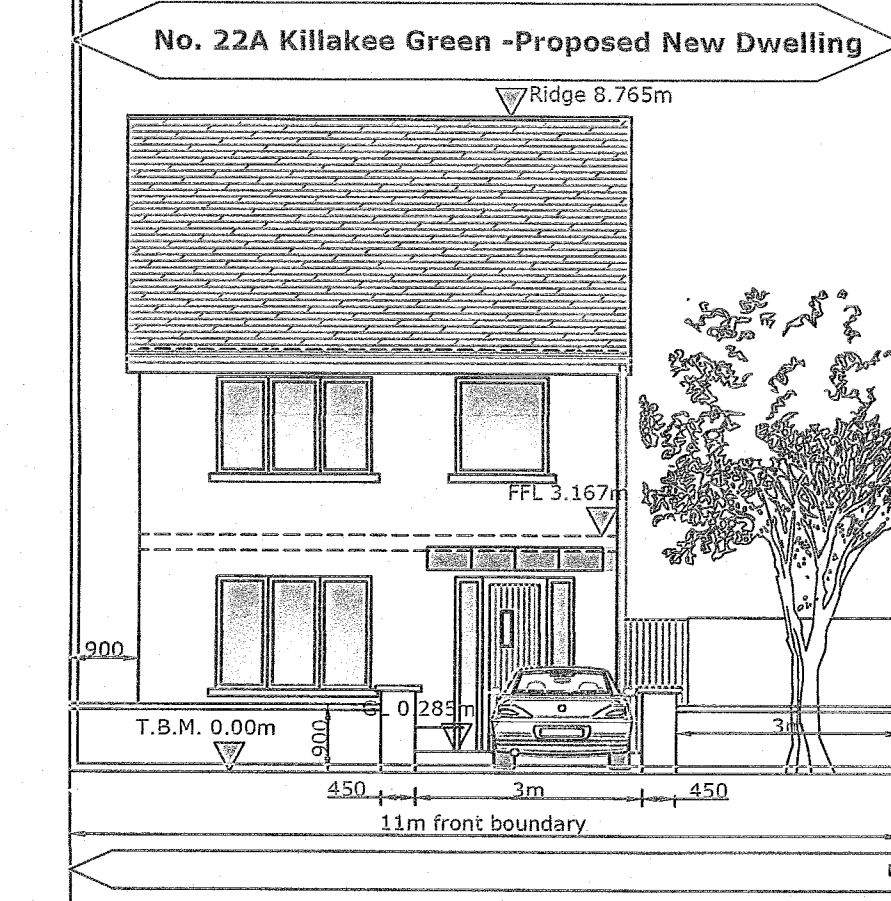 No. 22A Killakee Green -Proposed New Dwelling
Ridge 8.765m
FFL 3.167m
900
GL 0.285m
T.B.M. 0.00m
900
3m
450
3m
450
11m front boundary